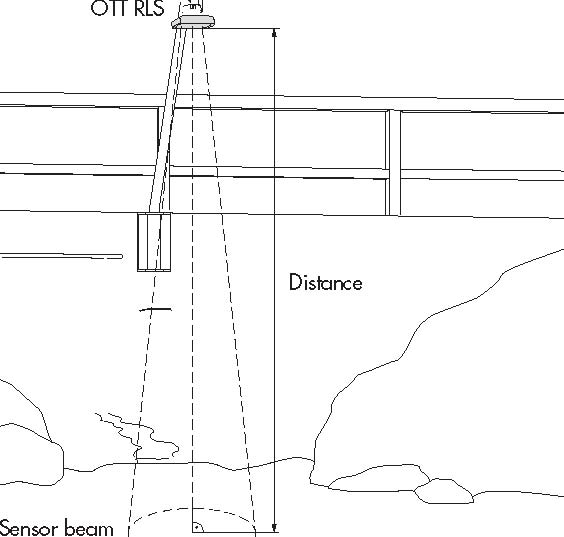 OTT RLS
Distance
Sensor beam